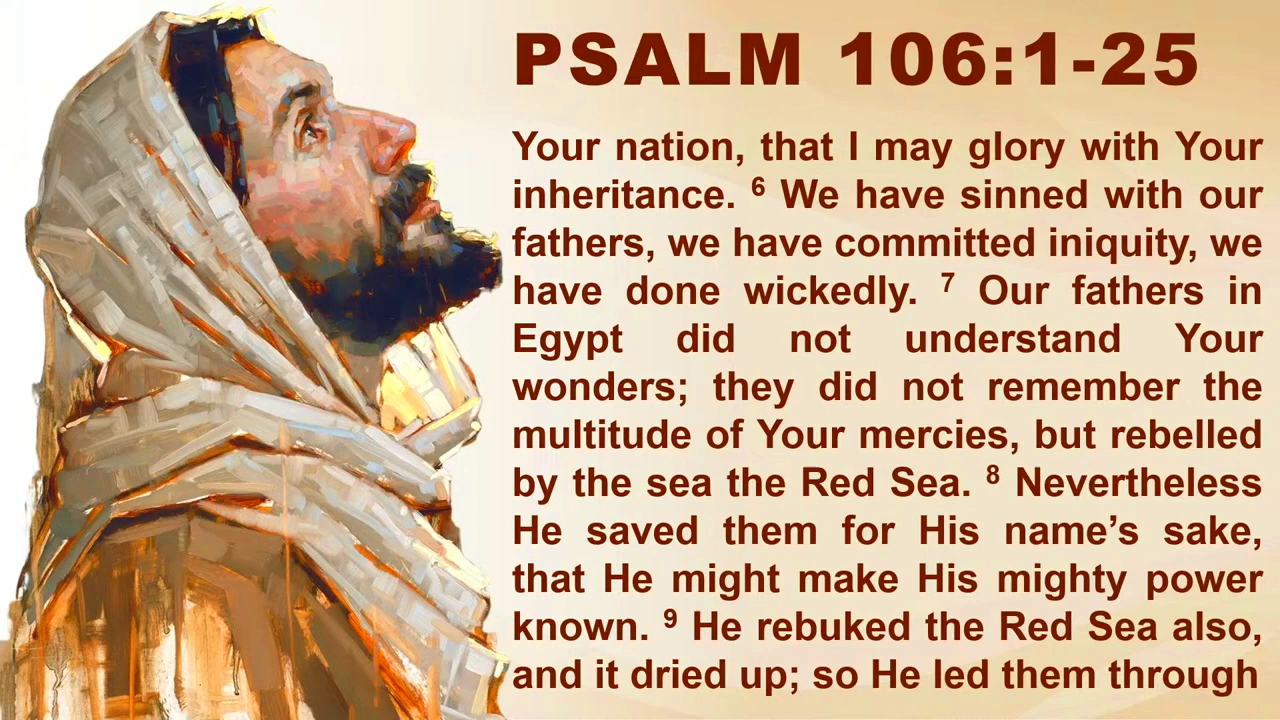 PSALM 106:1-25
Your nation, that I may glory with Your
inheritance. ⁶ We have sinned with our
fathers, we have committed iniquity, we
have done wickedly. ⁷ Our fathers in
Egypt did not understand Your
wonders; they did not remember the
multitude of Your mercies, but rebelled
by the sea the Red Sea. ⁸ Nevertheless
He saved them for His name’s sake,
that He might make His mighty power
known. ⁹ He rebuked the Red Sea also,
and it dried up; so He led them through